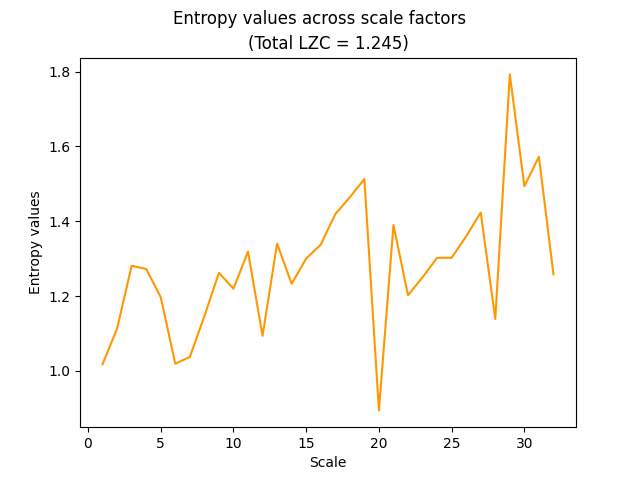 Entropy values across scale factors
(Total LZC = 1.245)
1.8
1.6
1.4
1.2
1.0
Entropy values
0 5 10 15 20 25 30
Scale